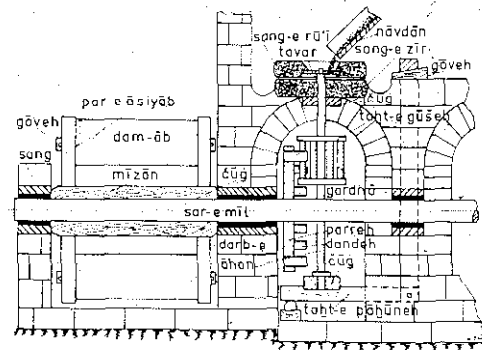 sang-e rū'ī
nāvdān
tavar
sang-e zīr
gōveh
čūg
taht-e gūšeh
par-e āsiyāb
gōveh
dam-āb
sang
mīzān
čūg
gardnā
sar-e mīl
darb-e
āhan
parreh
dandeh
čūg
taht-e pāhūneh